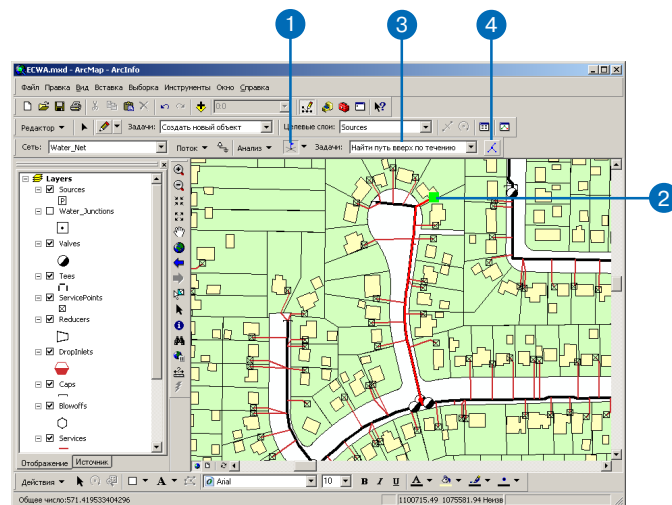 1
3
4
ECWA.mxd - ArcMap - ArcInfo
Файл Правка Вид Вставка Выборка Инструменты Окно Справка
0:0
Редактор Задачи: Создать новый объект Целевые слои: Sources
Сеть: Water_Net Поток Анализ Задачи: Найти путь вверх по течению
2
Layers
Sources
P
Water_Junctions
Valves
Tees
ServicePoints
Reducers
DropInlets
Caps
Blowoffs
Services
Отображение Источник
Действия A Arial 10 B I U A
Общее число:571.419533404296 1100715.49 1075581.94 Неизв